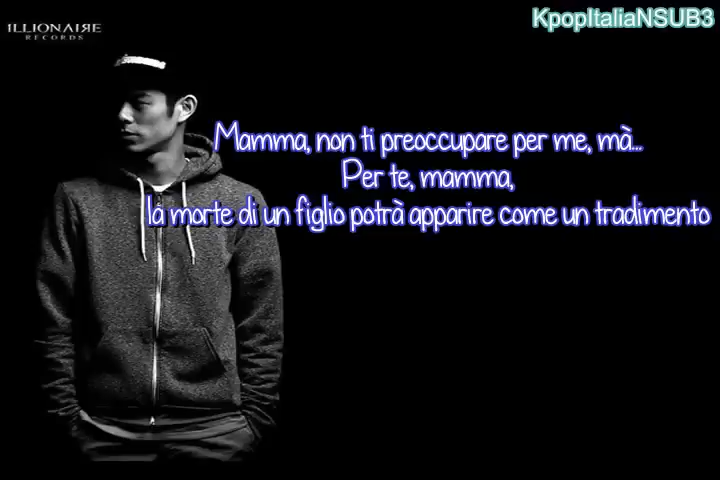 1LLIONAIRE
RECORDS
KpopItaliaNSUB3
Mamma, non ti preoccupare per me, mà...
Per te, mamma,
la morte di un figlio potrà apparire come un tradimento